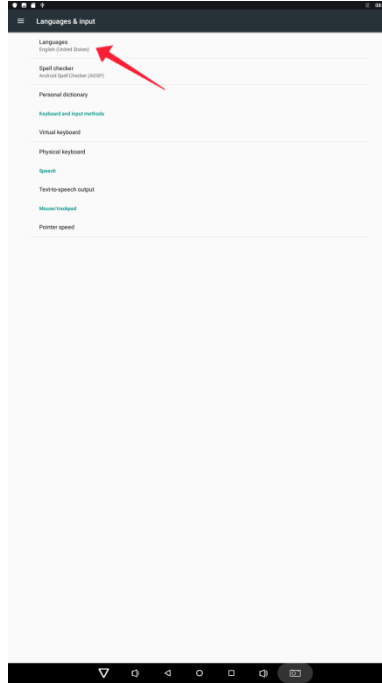 Languages & input
Languages
English (United States)
Spell checker
Android Spell Checker (AOSP)
Personal dictionary
Keyboard and input methods
Virtual keyboard
Physical keyboard
Speech
Text-to-speech output
Mouse/trackpad
Pointer speed